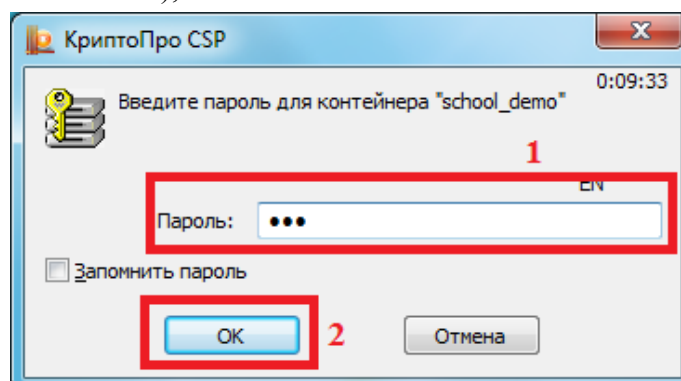 КриптоПро CSP
0:09:33
Введите пароль для контейнера "school_demo"
1
EN
Пароль: •••
Запомнить пароль
OK 2 Отмена